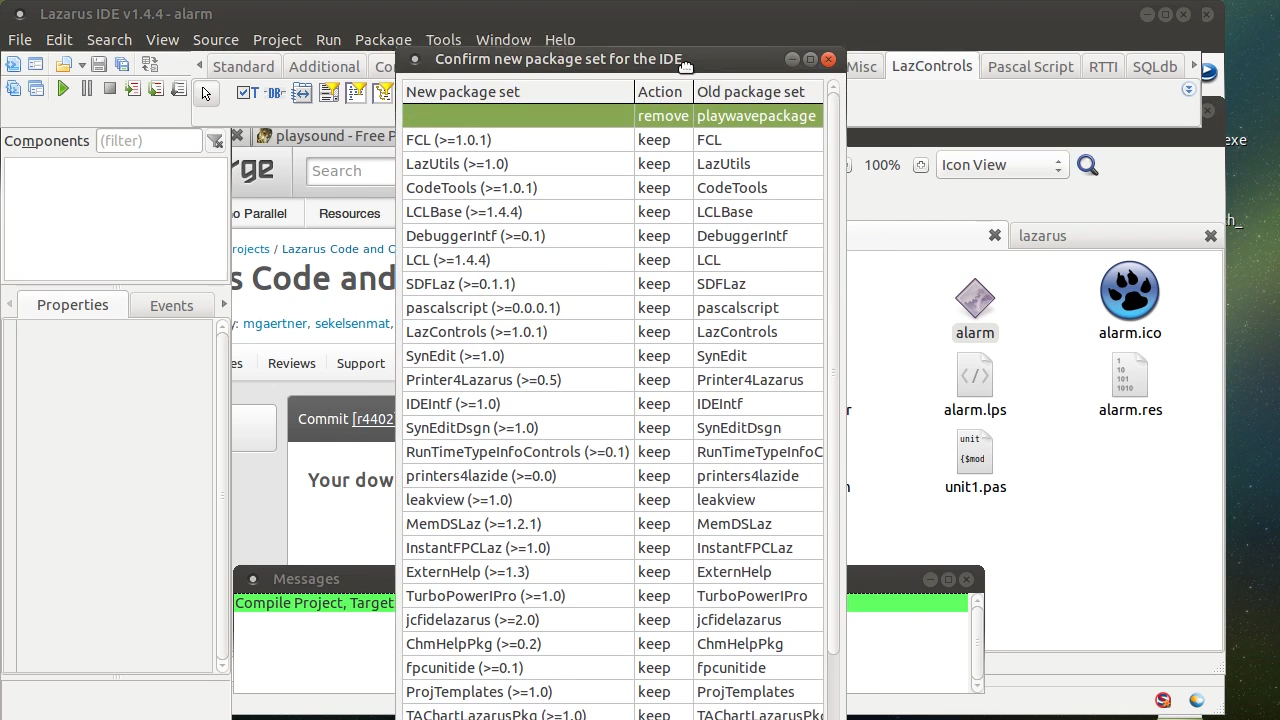 Lazarus IDE v1.4.4 - alarm
File Edit Search View Source Project Run Package Tools Window Help
Standard Additional Co
Misc LazControls Pascal Script RTTI SQLdb
Confirm new package set for the IDE
New package set Action Old package set
remove playwavepackage
FCL (>=1.0.1) keep FCL
LazUtils (>=1.0) keep LazUtils
CodeTools (>=1.0.1) keep CodeTools
LCLBase (>=1.4.4) keep LCLBase
DebuggerIntf (>=0.1) keep DebuggerIntf
LCL (>=1.4.4) keep LCL
SDFLaz (>=0.1.1) keep SDFLaz
pascalscript (>=0.0.0.1) keep pascalscript
LazControls (>=1.0.1) keep LazControls
SynEdit (>=1.0) keep SynEdit
Printer4Lazarus (>=0.5) keep Printer4Lazarus
IDEIntf (>=1.0) keep IDEIntf
SynEditDsgn (>=1.0) keep SynEditDsgn
RunTimeTypeInfoControls (>=0.1) keep RunTimeTypeInfoC
printers4lazide (>=0.0) keep printers4lazide
leakview (>=1.0) keep leakview
MemDSLaz (>=1.2.1) keep MemDSLaz
InstantFPCLaz (>=1.0) keep InstantFPCLaz
ExternHelp (>=1.3) keep ExternHelp
TurboPowerIPro (>=1.0) keep TurboPowerIPro
jcfidelazarus (>=2.0) keep jcfidelazarus
ChmHelpPkg (>=0.2) keep ChmHelpPkg
fpcunitide (>=0.1) keep fpcunitide
ProjTemplates (>=1.0) keep ProjTemplates
TAChartLazarusPkg (>=1.0) keep TAChartLazarusPkg
Components (filter)
Properties Events
playsound - Free P
rge Search
o Parallel Resources
rojects / Lazarus Code and C
s Code and
y: mgaertner, sekelsenmat,
es Reviews Support
Commit [r4402]
Your dow
Messages
Compile Project, Target
100% Icon View
lazarus
alarm alarm.ico
alarm.lps alarm.res
unit
{$mod
unit1.pas
exe
h_